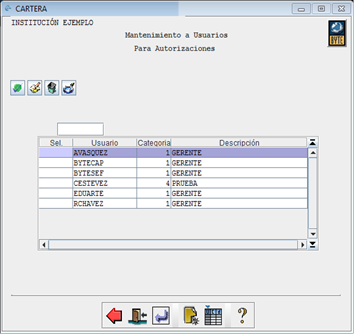 CARTERA
INSTITUCIÓN EJEMPLO
Mantenimiento a Usuarios
Para Autorizaciones
BYTE
Sel. Usuario Categoria Descripción
AVASQUEZ 1 GERENTE
BYTECAP 1 GERENTE
BYTESEF 1 GERENTE
CESTEVEZ 4 PRUEBA
EDUARTE 1 GERENTE
RCHAVEZ 1 GERENTE
?